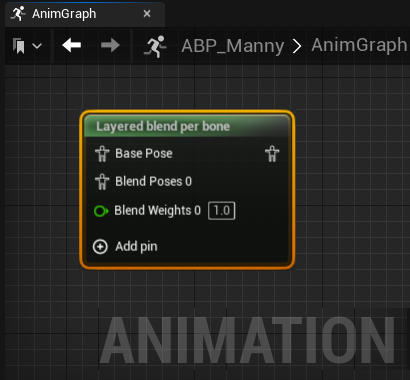 AnimGraph
ABP_Manny
AnimGraph
Layered blend per bone
Base Pose
Blend Poses 0
Blend Weights 0 1.0
Add pin
ANIMATION